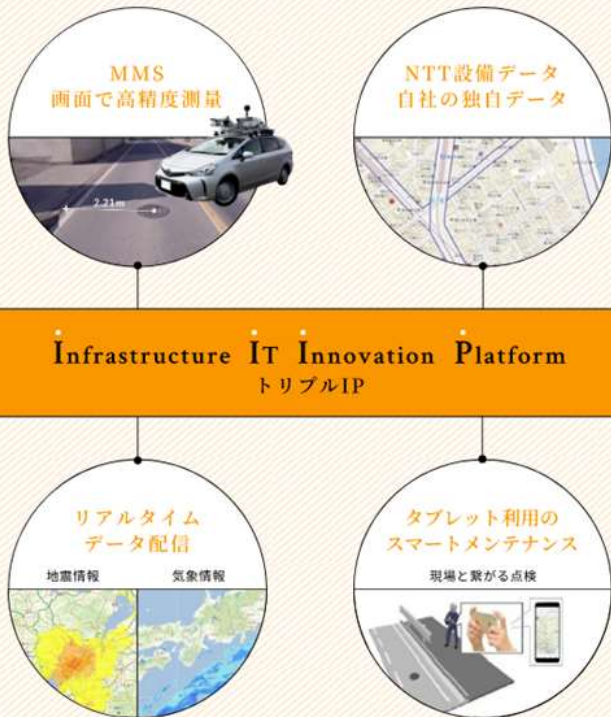 MMS
画面で高精度測量
2.21m
NTT設備データ
自社の独自データ
Infrastructure IT Innovation Platform
トリプルIP
リアルタイム
データ配信
地震情報
気象情報
タブレット利用の
スマートメンテナンス
現場と繋がる点検